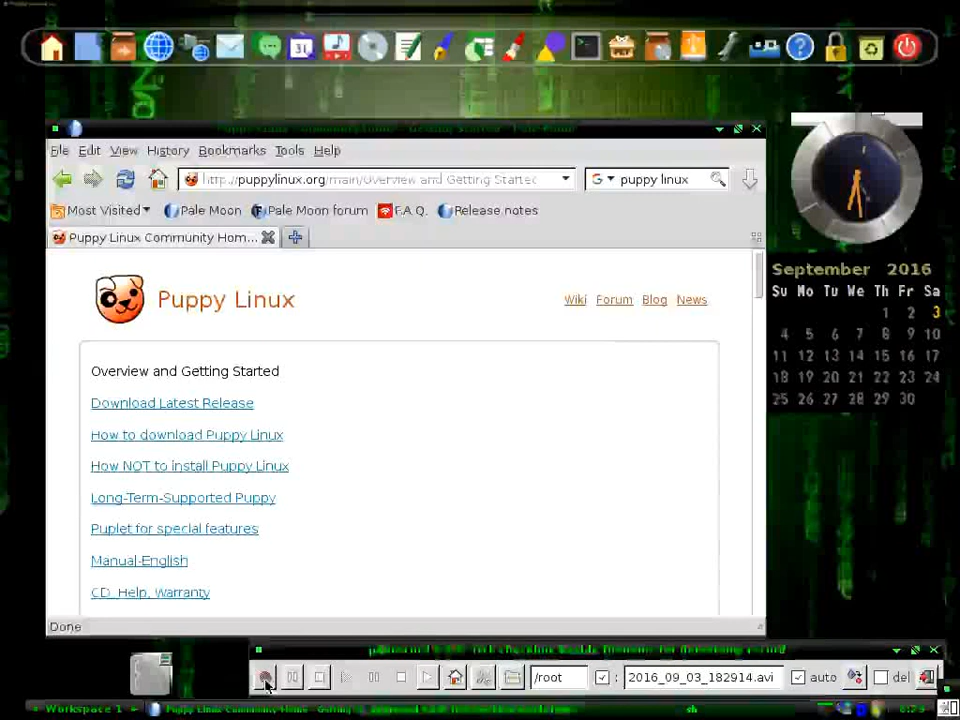 File Edit View History Bookmarks Tools Help
http://puppylinux.org/main/Overview and Getting Started
puppy linux
Most Visited Pale Moon Pale Moon forum F.A.Q. Release notes
Puppy Linux Community Hom...
Puppy Linux
Wiki Forum Blog News
Overview and Getting Started
Download Latest Release
How to download Puppy Linux
How NOT to install Puppy Linux
Long-Term-Supported Puppy
Puplet for special features
Manual-English
CD, Help, Warranty
Done
September 2016
Su Mo Tu We Th Fr Sa
1 2 3
4 5 6 7 8 9 10
11 12 13 14 15 16 17
18 19 20 21 22 23 24
25 26 27 28 29 30
/root : 2016_09_03_182914.avi auto del
Workspace 1
sh